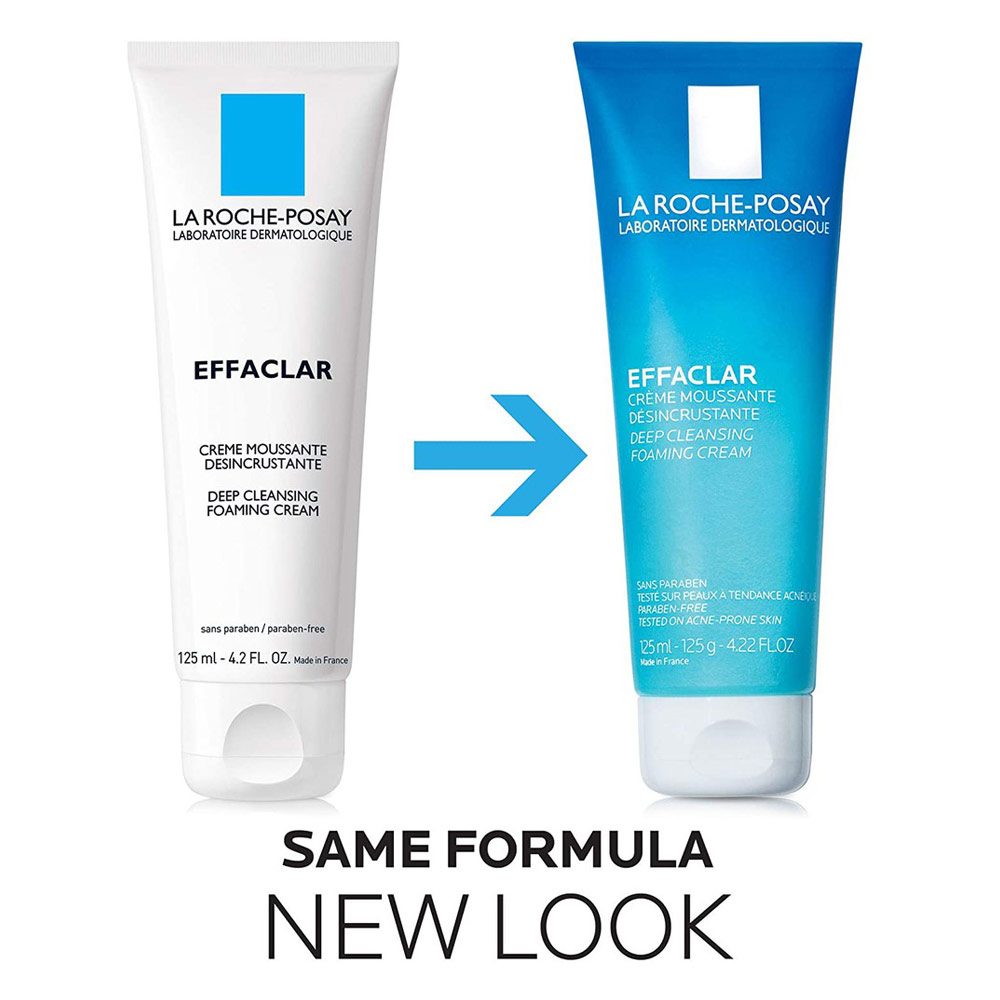 LA ROCHE-POSAY
LABORATOIRE DERMATOLOGIQUE
EFFACLAR
CREME MOUSSANTE
DESINCRUSTANTE
DEEP CLEANSING
FOAMING CREAM
sans paraben / paraben-free
125 ml - 4.2 FL. OZ. Made in France
LA ROCHE-POSAY
LABORATOIRE DERMATOLOGIQUE
EFFACLAR
CRÈME MOUSSANTE
DÉSINCRUSTANTE
DEEP CLEANSING
FOAMING CREAM
SANS PARABEN
TESTÉ SUR PEAUX À TENDANCE ACNÉIQUE
PARABEN-FREE
TESTED ON ACNE-PRONE SKIN
125 ml - 125 g - 4.22 FL.OZ
Made in France
SAME FORMULA
NEW LOOK